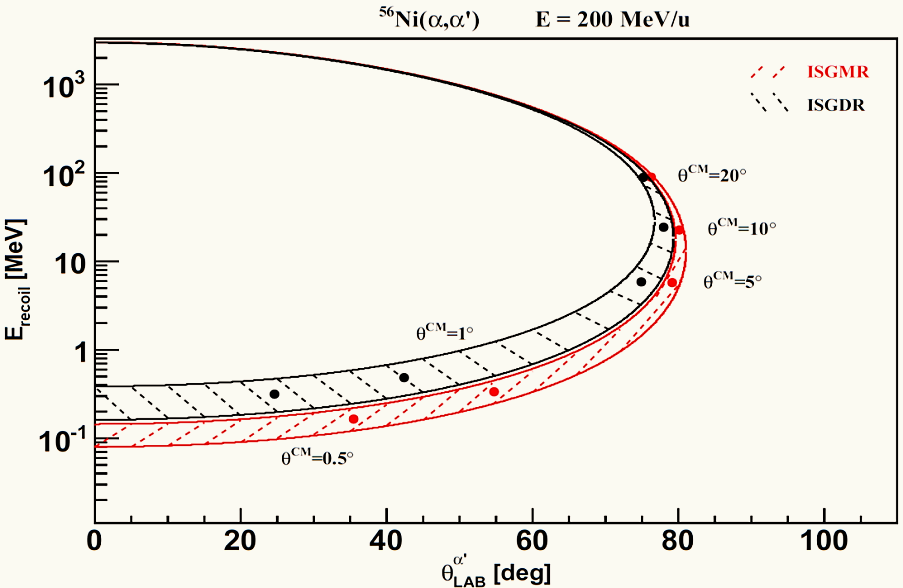 ⁵⁶Ni(α,α') E = 200 MeV/u
ISGMR
ISGDR
10³
10²
10
1
10⁻¹
E_recoil [MeV]
θ^CM=20°
θ^CM=10°
θ^CM=5°
θ^CM=1°
θ^CM=0.5°
0 20 40 60 80 100
θ_LAB^α' [deg]